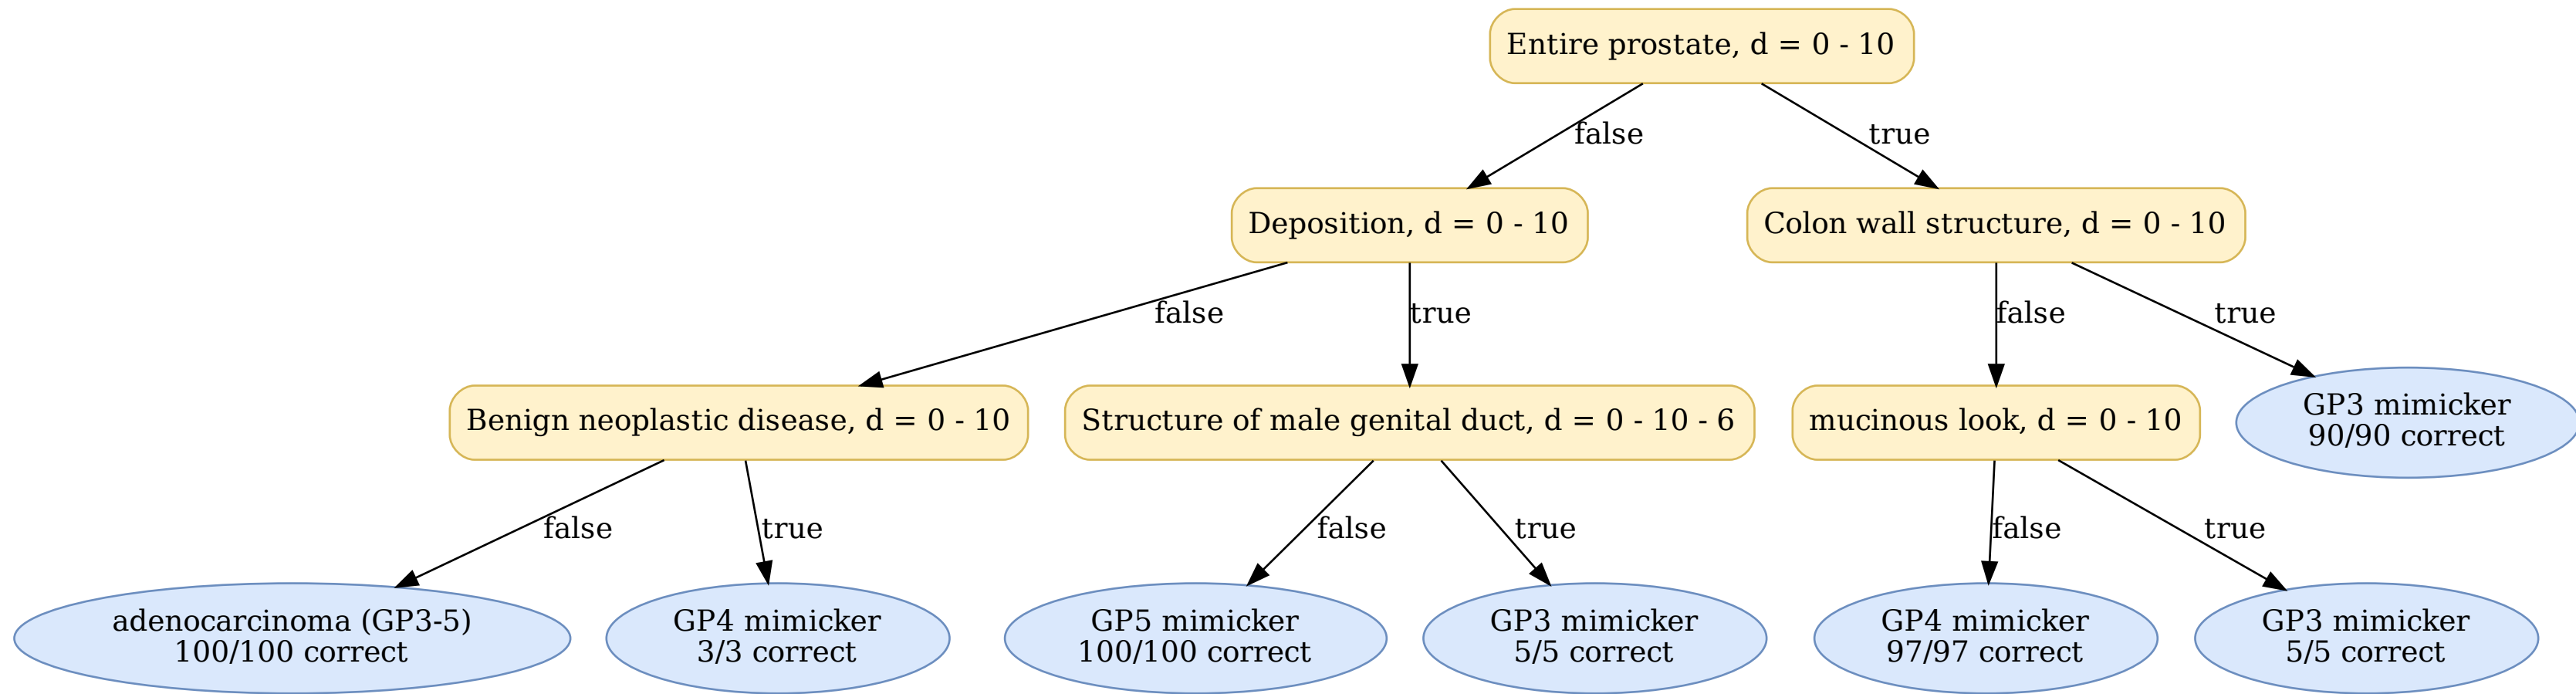 Entire prostate, d = 0 - 10
false
true
Deposition, d = 0 - 10
Colon wall structure, d = 0 - 10
false
true
false
true
Benign neoplastic disease, d = 0 - 10
Structure of male genital duct, d = 0 - 10 - 6
mucinous look, d = 0 - 10
GP3 mimicker
90/90 correct
false
true
false
true
false
true
adenocarcinoma (GP3-5)
100/100 correct
GP4 mimicker
3/3 correct
GP5 mimicker
100/100 correct
GP3 mimicker
5/5 correct
GP4 mimicker
97/97 correct
GP3 mimicker
5/5 correct